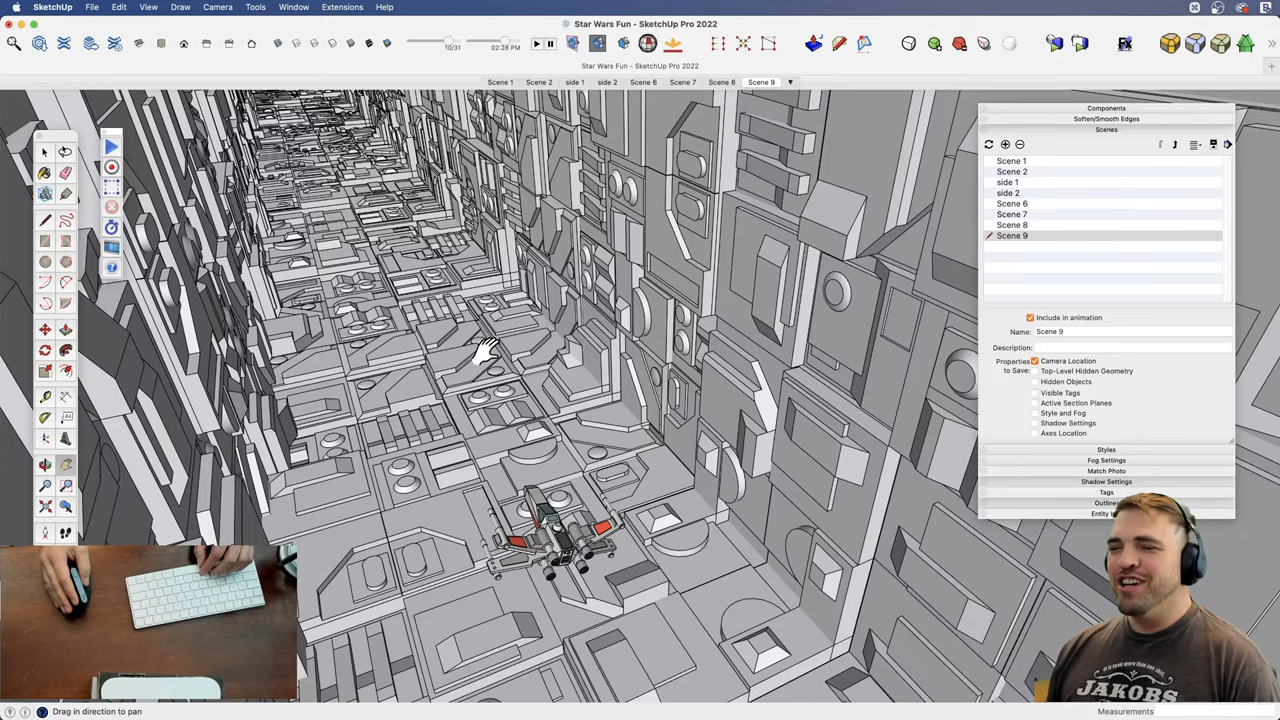 SketchUp File Edit View Draw Camera Tools Window Extensions Help
Star Wars Fun - SketchUp Pro 2022
10/31 02:28 PM
Star Wars Fun - SketchUp Pro 2022
Scene 1 Scene 2 side 1 side 2 Scene 6 Scene 7 Scene 8 Scene 9
Components
Soften/Smooth Edges
Scenes
Scene 1
Scene 2
side 1
side 2
Scene 6
Scene 7
Scene 8
Scene 9
Include in animation
Name: Scene 9
Description:
Properties to Save: Camera Location
Top-Level Hidden Geometry
Hidden Objects
Visible Tags
Active Section Planes
Style and Fog
Shadow Settings
Axes Location
Styles
Fog Settings
Match Photo
Shadow Settings
Tags
Outline
Entity I
JAKOBS
Drag in direction to pan
Measurements